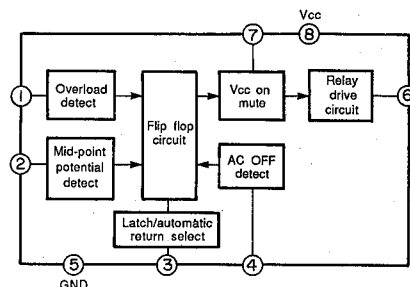 Vcc
7
8
1
Overload
detect
Flip flop
circuit
Vcc on
mute
Relay
drive
circuit
6
2
Mid-point
potential
detect
AC OFF
detect
Latch/automatic
return select
5
3
4
GND